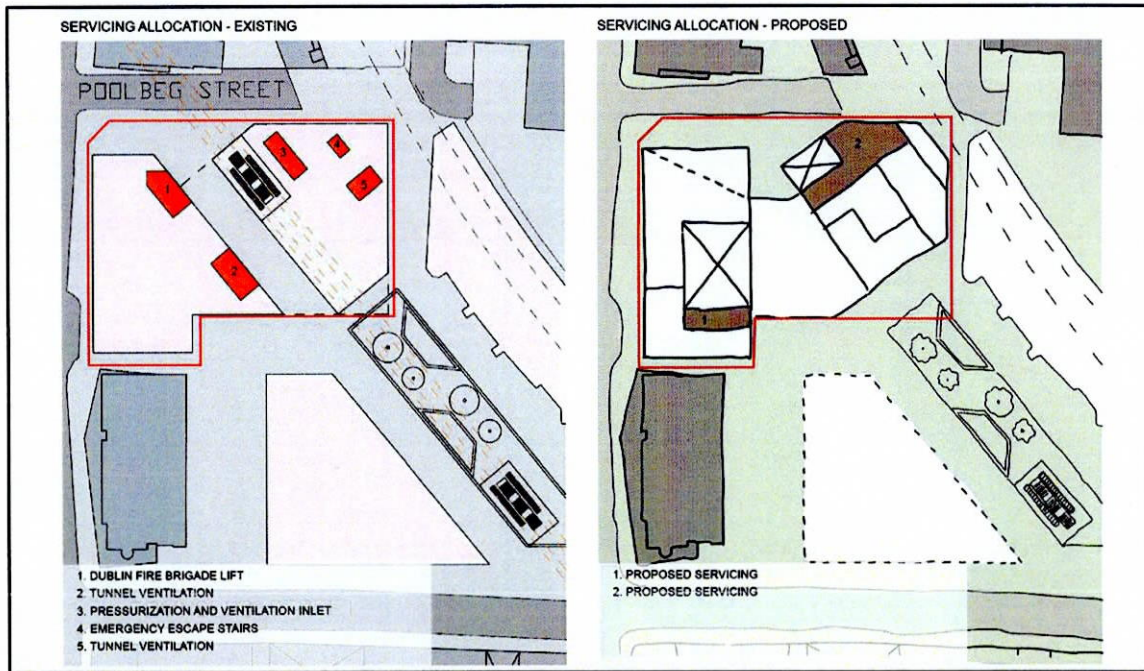 SERVICING ALLOCATION - EXISTING
POOLBEG STREET
1
2
3
4
5
1. DUBLIN FIRE BRIGADE LIFT
2. TUNNEL VENTILATION
3. PRESSURIZATION AND VENTILATION INLET
4. EMERGENCY ESCAPE STAIRS
5. TUNNEL VENTILATION
SERVICING ALLOCATION - PROPOSED
2
1
1. PROPOSED SERVICING
2. PROPOSED SERVICING